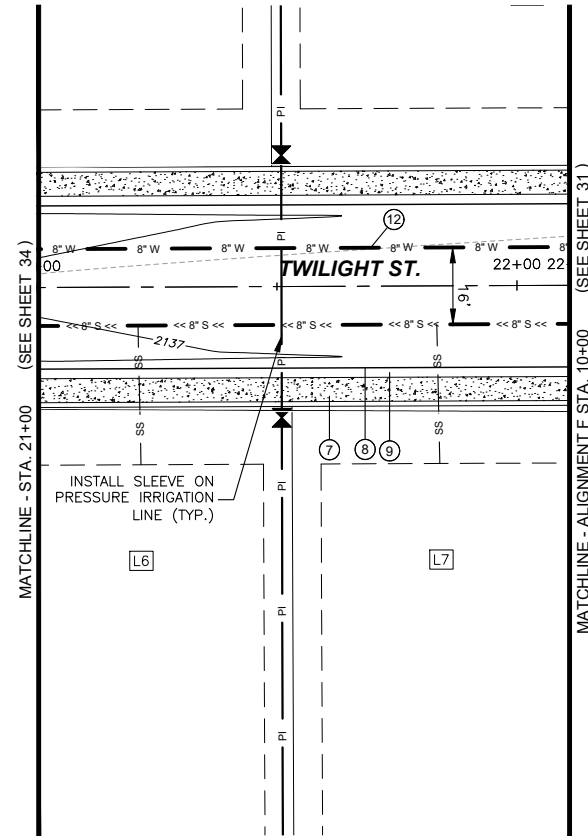 PI
(SEE SHEET 34)
MATCHLINE - STA. 21+00
(SEE SHEET 31)
MATCHLINE - ALIGNMENT F STA. 10+00
PI
12
8" W 8" W 8" W 8" W 8" W 8" W 8"
00
TWILIGHT ST.
22+00 22
16'
<< 8" S << << 8" S << << 8" S << << 8" S << << 8" S <<
2137
SS
PI
SS
SS
7
8
9
SS
INSTALL SLEEVE ON
PRESSURE IRRIGATION
LINE (TYP.)
PI
L6
L7
PI
PI